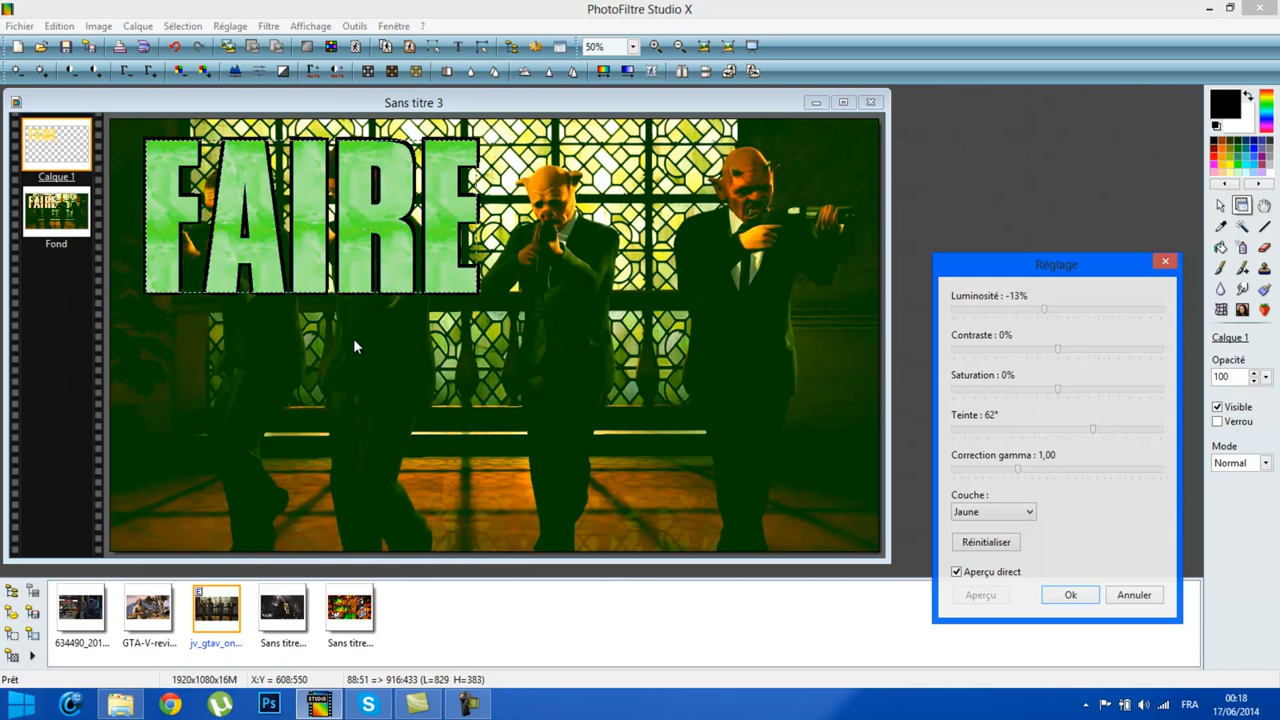 PhotoFiltre Studio X
Fichier Edition Image Calque Sélection Réglage Filtre Affichage Outils Fenêtre ?
50%
Sans titre 3
Calque 1
Fond
FAIRE
Réglage
Luminosité : -13%
Contraste : 0%
Saturation : 0%
Teinte : 62°
Correction gamma : 1,00
Couche :
Jaune
Réinitialiser
Aperçu direct
Aperçu Ok Annuler
Calque 1
Opacité
100
Visible
Verrou
Mode
Normal
634490_201... GTA-V-revi... jv_gtav_on... Sans titre... Sans titre...
Prêt 1920x1080x16M X:Y = 608:550 88:51 => 916:433 (L=829 H=383)
Ps
STUDIO
FRA
00:18
17/06/2014